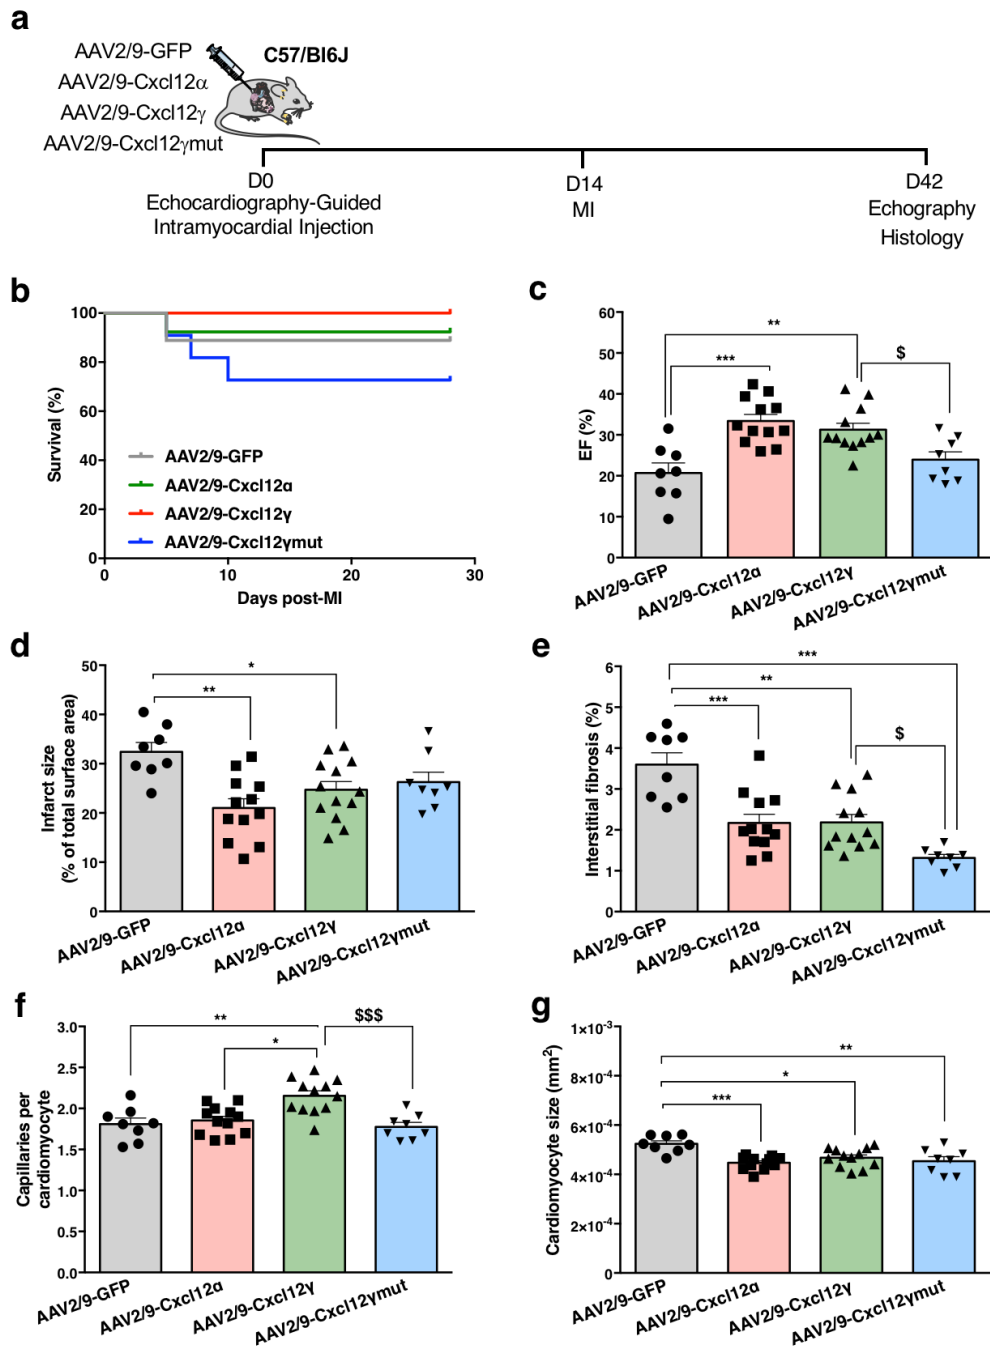 a
AAV2/9-GFP
C57/Bl6J
AAV2/9-Cxcl12α
AAV2/9-Cxcl12γ
AAV2/9-Cxcl12γmut
D0
Echocardiography-Guided
Intramyocardial Injection
D14
MI
D42
Echography
Histology
b
Survival (%)
100
80
60
40
20
0
AAV2/9-GFP
AAV2/9-Cxcl12α
AAV2/9-Cxcl12γ
AAV2/9-Cxcl12γmut
0 10 20 30
Days post-MI
c
EF (%)
60
50
40
30
20
10
0
**
***
$
AAV2/9-GFP
AAV2/9-Cxcl12α
AAV2/9-Cxcl12γ
AAV2/9-Cxcl12γmut
d
Infarct size
(% of total surface area)
50
40
30
20
10
0
*
**
AAV2/9-GFP
AAV2/9-Cxcl12α
AAV2/9-Cxcl12γ
AAV2/9-Cxcl12γmut
e
Interstitial fibrosis (%)
6
5
4
3
2
1
0
***
**
***
$
AAV2/9-GFP
AAV2/9-Cxcl12α
AAV2/9-Cxcl12γ
AAV2/9-Cxcl12γmut
f
Capillaries per
cardiomyocyte
3.0
2.5
2.0
1.5
1.0
0.5
0.0
**
$$$
*
AAV2/9-GFP
AAV2/9-Cxcl12α
AAV2/9-Cxcl12γ
AAV2/9-Cxcl12γmut
g
Cardiomyocyte size (mm²)
1×10⁻³
8×10⁻⁴
6×10⁻⁴
4×10⁻⁴
2×10⁻⁴
0
**
*
***
AAV2/9-GFP
AAV2/9-Cxcl12α
AAV2/9-Cxcl12γ
AAV2/9-Cxcl12γmut